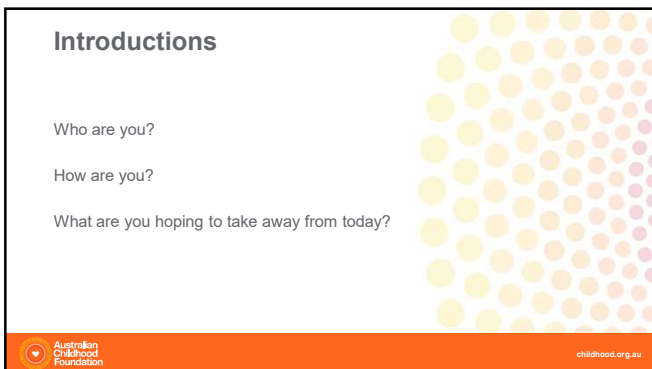 Introductions
Who are you?
How are you?
What are you hoping to take away from today?
Australian
Childhood
Foundation
childhood.org.au